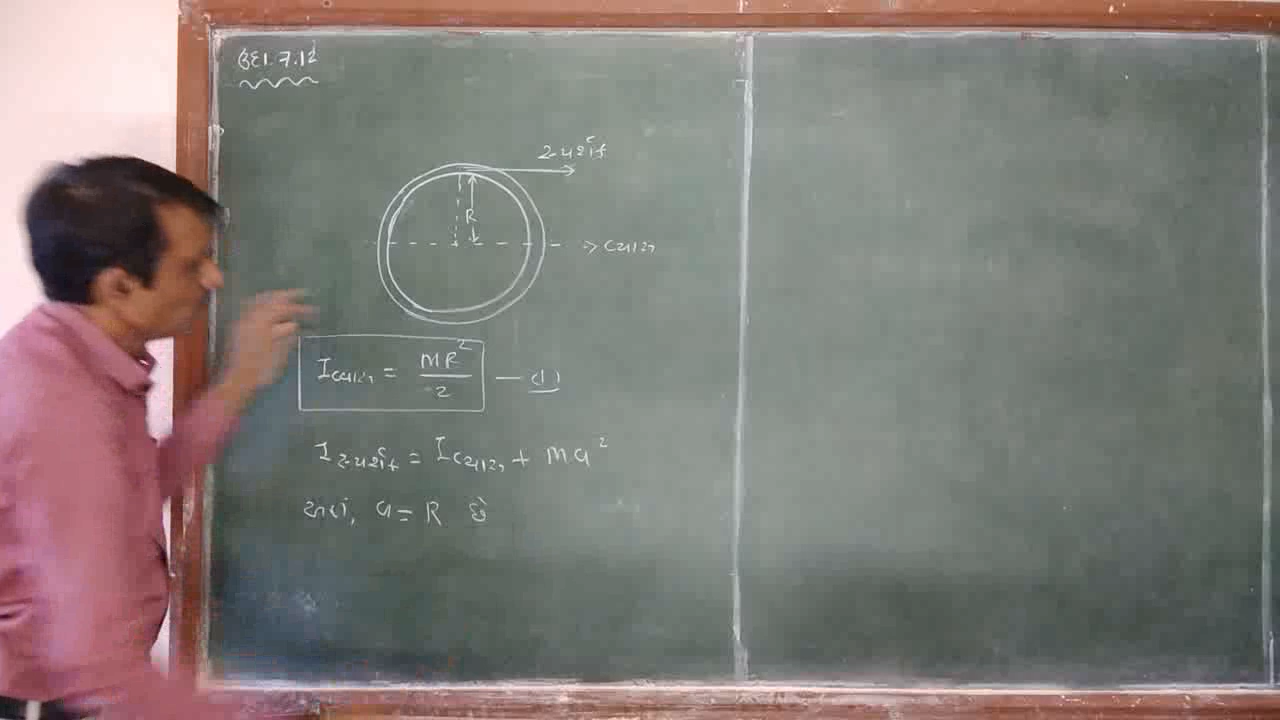 ઉદા. 7.12
સ્પર્શક
R
વ્યાસ
I વ્યાસ = MR²/2 — (1)
I સ્પર્શક = I વ્યાસ + Ma²
અહીં, a = R છે